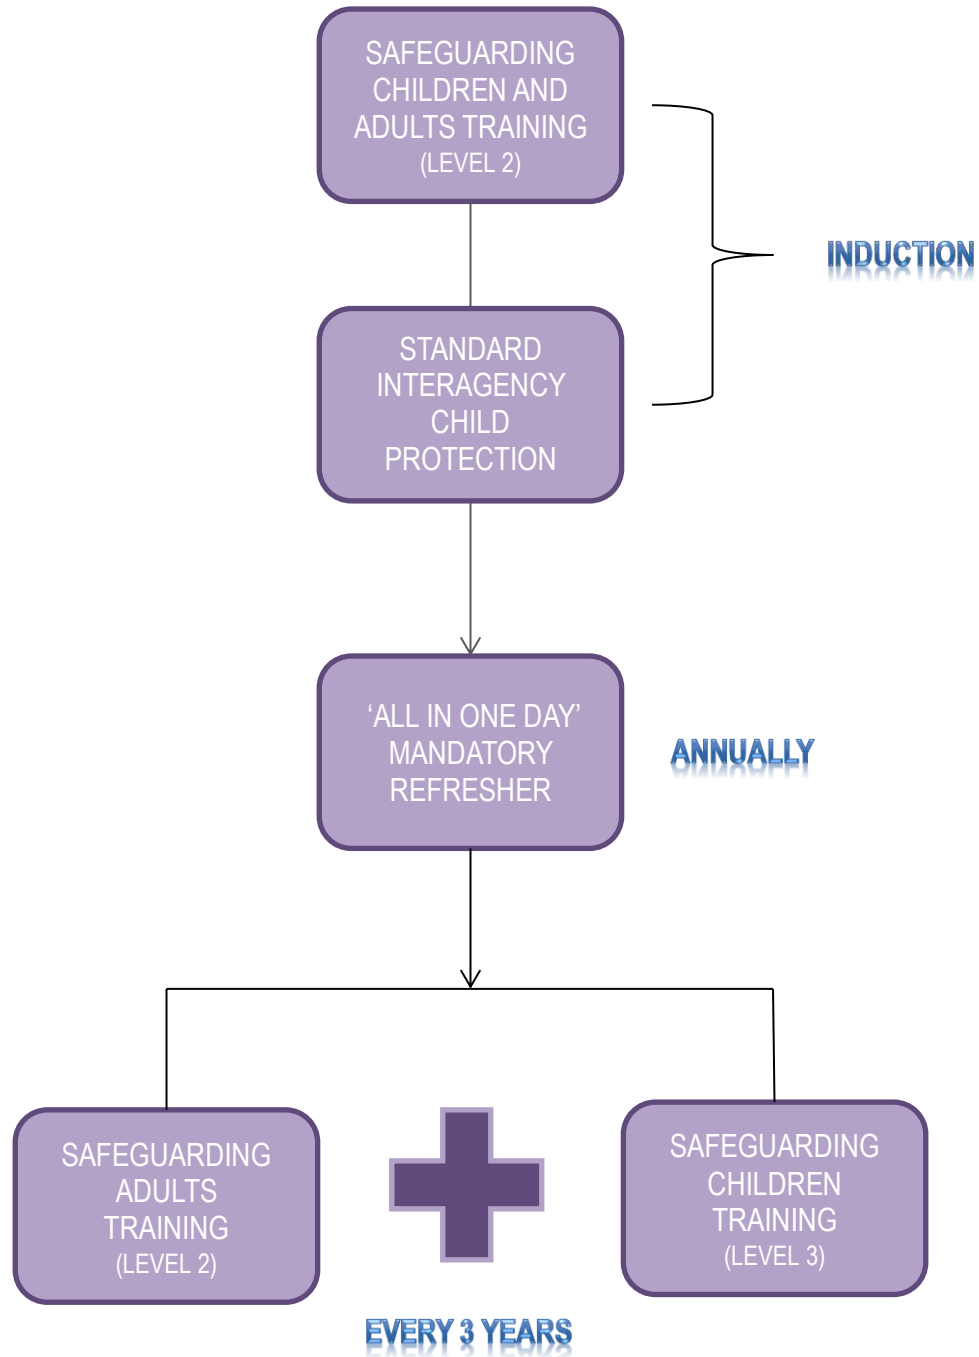 SAFEGUARDING
CHILDREN AND
ADULTS TRAINING
(LEVEL 2)
INDUCTION
STANDARD
INTERAGENCY
CHILD
PROTECTION
‘ALL IN ONE DAY’
MANDATORY
REFRESHER
ANNUALLY
SAFEGUARDING
ADULTS
TRAINING
(LEVEL 2)
SAFEGUARDING
CHILDREN
TRAINING
(LEVEL 3)
EVERY 3 YEARS